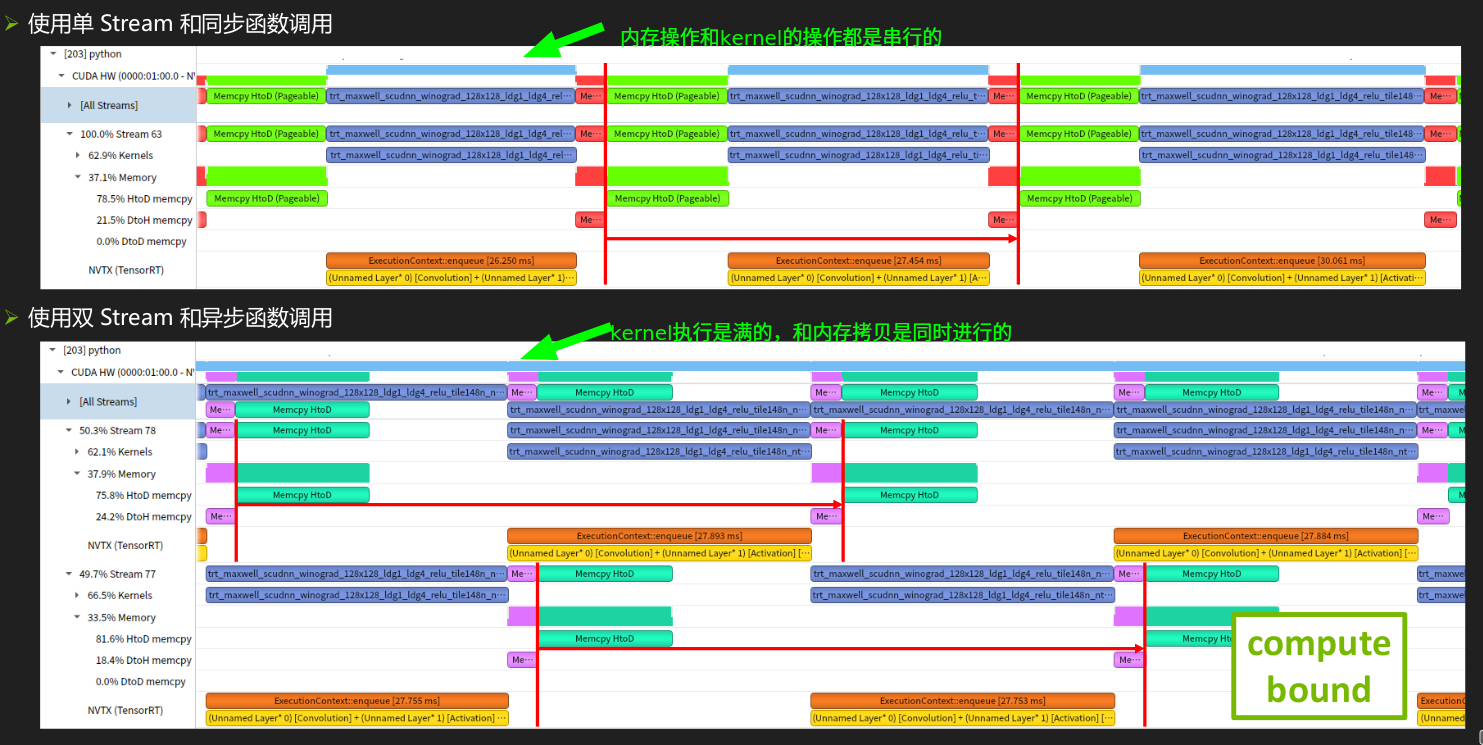 使用单 Stream 和同步函数调用
内存操作和kernel的操作都是串行的
[203] python
CUDA HW (0000:01:00.0 - N
[All Streams]
Memcpy HtoD (Pageable) trt_maxwell_scudnn_winograd_128x128_ldg1_ldg4_rel⋯ Me⋯ Memcpy HtoD (Pageable) trt_maxwell_scudnn_winograd_128x128_ldg1_ldg4_relu_t⋯ Me⋯ Memcpy HtoD (Pageable) trt_maxwell_scudnn_winograd_128x128_ldg1_ldg4_relu_tile148⋯ Me⋯
100.0% Stream 63
Memcpy HtoD (Pageable) trt_maxwell_scudnn_winograd_128x128_ldg1_ldg4_rel⋯ Me⋯ Memcpy HtoD (Pageable) trt_maxwell_scudnn_winograd_128x128_ldg1_ldg4_relu_t⋯ Me⋯ Memcpy HtoD (Pageable) trt_maxwell_scudnn_winograd_128x128_ldg1_ldg4_relu_tile148⋯ Me⋯
62.9% Kernels
trt_maxwell_scudnn_winograd_128x128_ldg1_ldg4_rel⋯ trt_maxwell_scudnn_winograd_128x128_ldg1_ldg4_relu_ti⋯ trt_maxwell_scudnn_winograd_128x128_ldg1_ldg4_relu_tile148⋯
37.1% Memory
78.5% HtoD memcpy
Memcpy HtoD (Pageable) Memcpy HtoD (Pageable) Memcpy HtoD (Pageable)
21.5% DtoH memcpy
Me⋯ Me⋯ Me⋯
0.0% DtoD memcpy
NVTX (TensorRT)
ExecutionContext::enqueue [26.250 ms] ExecutionContext::enqueue [27.454 ms] ExecutionContext::enqueue [30.061 ms]
(Unnamed Layer* 0) [Convolution] + (Unnamed Layer* 1)⋯ (Unnamed Layer* 0) [Convolution] + (Unnamed Layer* 1) [A⋯ (Unnamed Layer* 0) [Convolution] + (Unnamed Layer* 1) [Activati⋯
使用双 Stream 和异步函数调用
kernel执行是满的，和内存拷贝是同时进行的
[203] python
CUDA HW (0000:01:00.0 - N
[All Streams]
trt_maxwell_scudnn_winograd_128x128_ldg1_ldg4_relu_tile148n_n⋯ Me⋯ Memcpy HtoD Me⋯ Memcpy HtoD Me⋯ Memcpy HtoD Me⋯ M
Me⋯ Memcpy HtoD trt_maxwell_scudnn_winograd_128x128_ldg1_ldg4_relu_tile148n_n⋯ trt_maxwell_scudnn_winograd_128x128_ldg1_ldg4_relu_tile148n_n⋯ trt_maxwell_scudnn_winograd_128x128_ldg1_ldg4_relu_tile148n_n⋯ trt_maxw
50.3% Stream 78
Me⋯ Memcpy HtoD trt_maxwell_scudnn_winograd_128x128_ldg1_ldg4_relu_tile148n_n⋯ Me⋯ Memcpy HtoD trt_maxwell_scudnn_winograd_128x128_ldg1_ldg4_relu_tile148n_n⋯ Me⋯ M
62.1% Kernels
trt_maxwell_scudnn_winograd_128x128_ldg1_ldg4_relu_tile148n_nt⋯ trt_maxwell_scudnn_winograd_128x128_ldg1_ldg4_relu_tile148n_nt⋯
37.9% Memory
75.8% HtoD memcpy
Memcpy HtoD Memcpy HtoD M
24.2% DtoH memcpy
Me⋯ Me⋯ Me⋯
NVTX (TensorRT)
ExecutionContext::enqueue [27.893 ms] ExecutionContext::enqueue [27.884 ms]
(Unnamed Layer* 0) [Convolution] + (Unnamed Layer* 1) [Activation] [⋯ (Unnamed Layer* 0) [Convolution] + (Unnamed Layer* 1) [Activation] [⋯
49.7% Stream 77
trt_maxwell_scudnn_winograd_128x128_ldg1_ldg4_relu_tile148n_n⋯ Me⋯ Memcpy HtoD trt_maxwell_scudnn_winograd_128x128_ldg1_ldg4_relu_tile148n_n⋯ Me⋯ Memcpy HtoD trt_maxw
66.5% Kernels
trt_maxwell_scudnn_winograd_128x128_ldg1_ldg4_relu_tile148n_nt⋯ trt_maxwell_scudnn_winograd_128x128_ldg1_ldg4_relu_tile148n_nt⋯ trt_maxw
33.5% Memory
81.6% HtoD memcpy
Memcpy HtoD Memcpy
18.4% DtoH memcpy
Me⋯ Me⋯
0.0% DtoD memcpy
NVTX (TensorRT)
ExecutionContext::enqueue [27.755 ms] ExecutionContext::enqueue [27.753 ms] Execution
(Unnamed Layer* 0) [Convolution] + (Unnamed Layer* 1) [Activation] ⋯ (Unnamed Layer* 0) [Convolution] + (Unnamed Layer* 1) [Activation] [⋯ (Unnamed
compute
bound